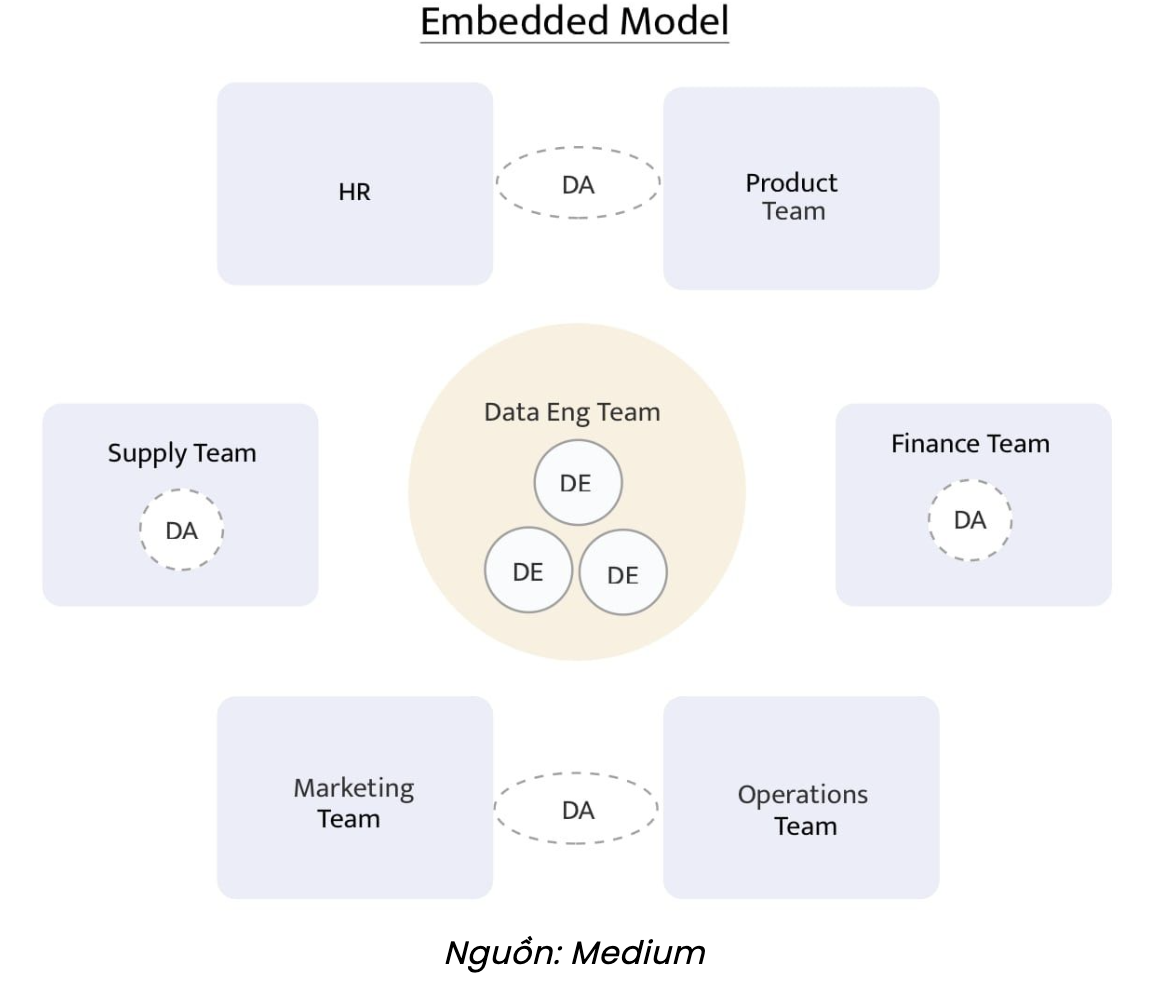 Embedded Model
HR
DA
Product
Team
Data Eng Team
DE
DE
DE
Supply Team
DA
Finance Team
DA
Marketing
Team
DA
Operations
Team
Nguồn: Medium